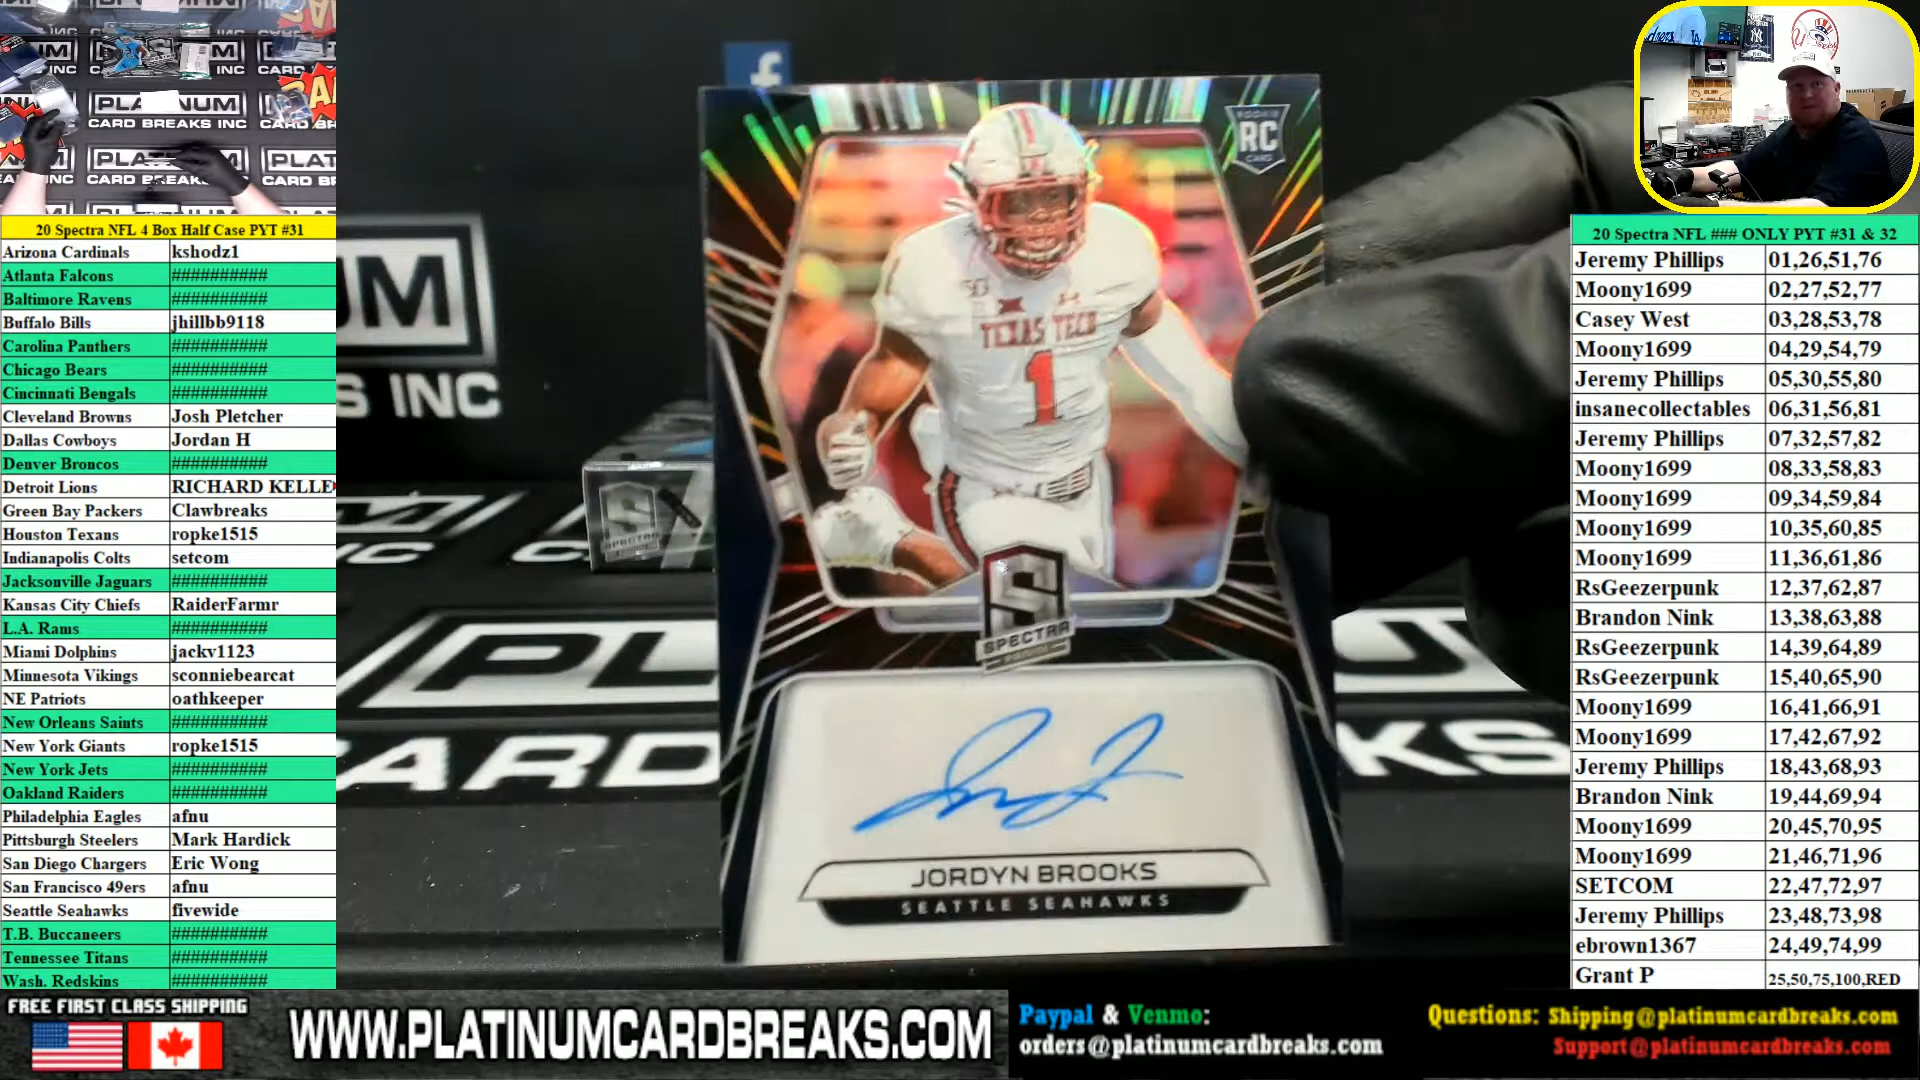 20 Spectra NFL 4 Box Half Case PYT #31
Arizona Cardinals kshodz1
Atlanta Falcons ##########
Baltimore Ravens ##########
Buffalo Bills jhillbb9118
Carolina Panthers ##########
Chicago Bears ##########
Cincinnati Bengals ##########
Cleveland Browns Josh Pletcher
Dallas Cowboys Jordan H
Denver Broncos ##########
Detroit Lions RICHARD KELLE
Green Bay Packers Clawbreaks
Houston Texans ropke1515
Indianapolis Colts setcom
Jacksonville Jaguars ##########
Kansas City Chiefs RaiderFarmr
L.A. Rams ##########
Miami Dolphins jackv1123
Minnesota Vikings sconniebearcat
NE Patriots oathkeeper
New Orleans Saints ##########
New York Giants ropke1515
New York Jets ##########
Oakland Raiders ##########
Philadelphia Eagles afnu
Pittsburgh Steelers Mark Hardick
San Diego Chargers Eric Wong
San Francisco 49ers afnu
Seattle Seahawks fivewide
T.B. Buccaneers ##########
Tennessee Titans ##########
Wash. Redskins ##########
PLATINUM
CARD BREAKS INC
ROOKIE
RC
CARD
TEXAS TECH
1
SPECTRA
PANINI
JORDYN BROOKS
SEATTLE SEAHAWKS
20 Spectra NFL ### ONLY PYT #31 & 32
Jeremy Phillips 01,26,51,76
Moony1699 02,27,52,77
Casey West 03,28,53,78
Moony1699 04,29,54,79
Jeremy Phillips 05,30,55,80
insanecollectables 06,31,56,81
Jeremy Phillips 07,32,57,82
Moony1699 08,33,58,83
Moony1699 09,34,59,84
Moony1699 10,35,60,85
Moony1699 11,36,61,86
RsGeezerpunk 12,37,62,87
Brandon Nink 13,38,63,88
RsGeezerpunk 14,39,64,89
RsGeezerpunk 15,40,65,90
Moony1699 16,41,66,91
Moony1699 17,42,67,92
Jeremy Phillips 18,43,68,93
Brandon Nink 19,44,69,94
Moony1699 20,45,70,95
Moony1699 21,46,71,96
SETCOM 22,47,72,97
Jeremy Phillips 23,48,73,98
ebrown1367 24,49,74,99
Grant P 25,50,75,100,RED
FREE FIRST CLASS SHIPPING
WWW.PLATINUMCARDBREAKS.COM
Paypal & Venmo:
orders@platinumcardbreaks.com
Questions: Shipping@platinumcardbreaks.com
Support@platinumcardbreaks.com